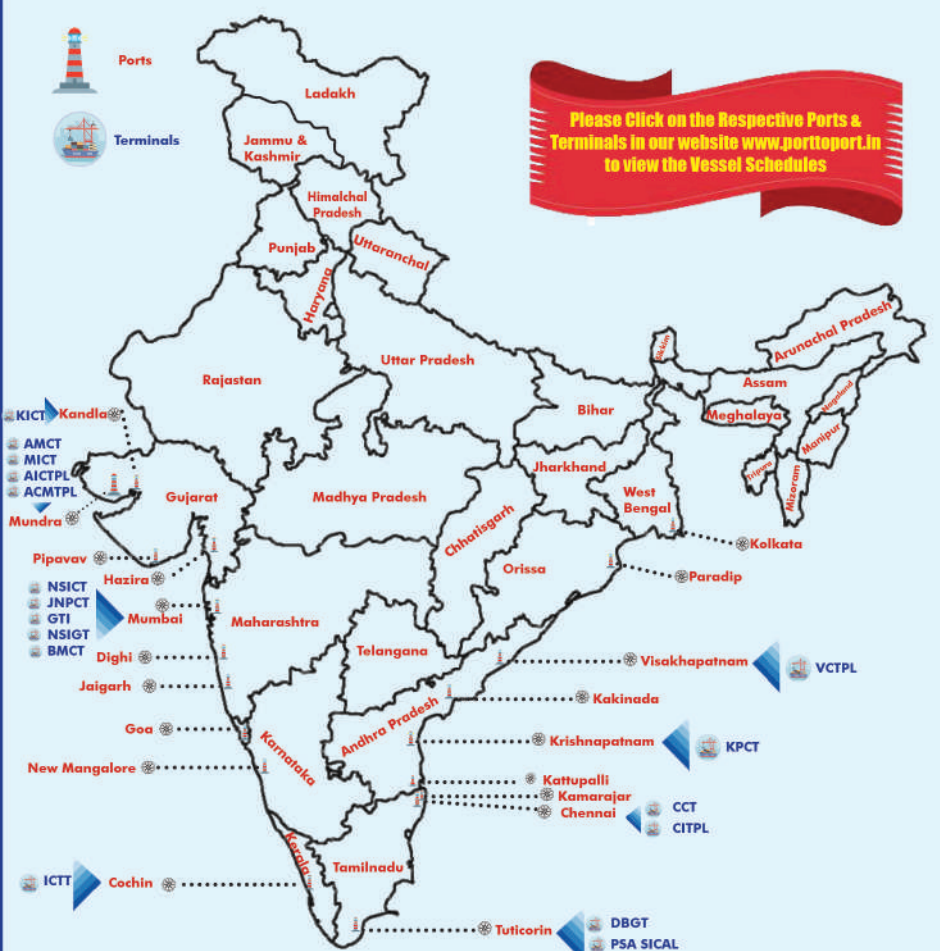 Ports
Terminals
Please Click on the Respective Ports &
Terminals in our website www.porttoport.in
to view the Vessel Schedules
Ladakh
Jammu &
Kashmir
Himalchal
Pradesh
Punjab
Uttaranchal
Haryana
Rajastan
Uttar Pradesh
Bihar
Sikkim
Arunachal Pradesh
Assam
Nagaland
Meghalaya
Manipur
Tripura
Mizoram
Jharkhand
West
Bengal
Gujarat
Madhya Pradesh
Chhatisgarh
Orissa
Maharashtra
Telangana
Andhra Pradesh
Karnataka
Kerala
Tamilnadu
KICT
Kandla
AMCT
MICT
AICTPL
ACMTPL
Mundra
Pipavav
Hazira
NSICT
JNPCT
GTI
NSIGT
BMCT
Mumbai
Dighi
Jaigarh
Goa
New Mangalore
ICTT
Cochin
Kolkata
Paradip
Visakhapatnam
VCTPL
Kakinada
Krishnapatnam
KPCT
Kattupalli
Kamarajar
Chennai
CCT
CITPL
Tuticorin
DBGT
PSA SICAL